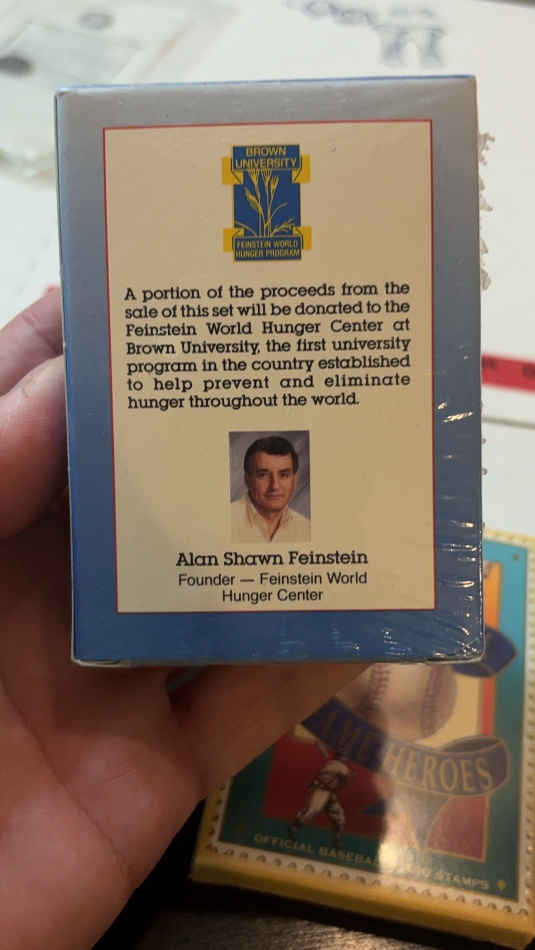 BROWN
UNIVERSITY
FEINSTEIN WORLD
HUNGER PROGRAM
A portion of the proceeds from the
sale of this set will be donated to the
Feinstein World Hunger Center at
Brown University, the first university
program in the country established
to help prevent and eliminate
hunger throughout the world.
Alan Shawn Feinstein
Founder — Feinstein World
Hunger Center
HEROES
OFFICIAL
STAMPS